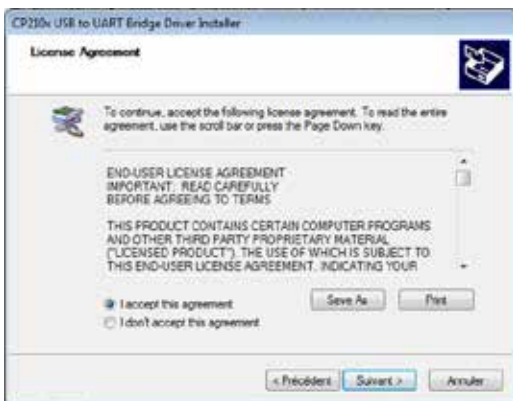 CP210x USB to UART Bridge Driver Installer
License Agreement
To continue, accept the following license agreement. To read the entire
agreement, use the scroll bar or press the Page Down key.
END-USER LICENSE AGREEMENT
IMPORTANT: READ CAREFULLY
BEFORE AGREEING TO TERMS
THIS PRODUCT CONTAINS CERTAIN COMPUTER PROGRAMS
AND OTHER THIRD PARTY PROPRIETARY MATERIAL
("LICENSED PRODUCT"). THE USE OF WHICH IS SUBJECT TO
THIS END-USER LICENSE AGREEMENT. INDICATING YOUR
I accept this agreement
Save As
Print
I don't accept this agreement
< Précédent
Suivant >
Annuler